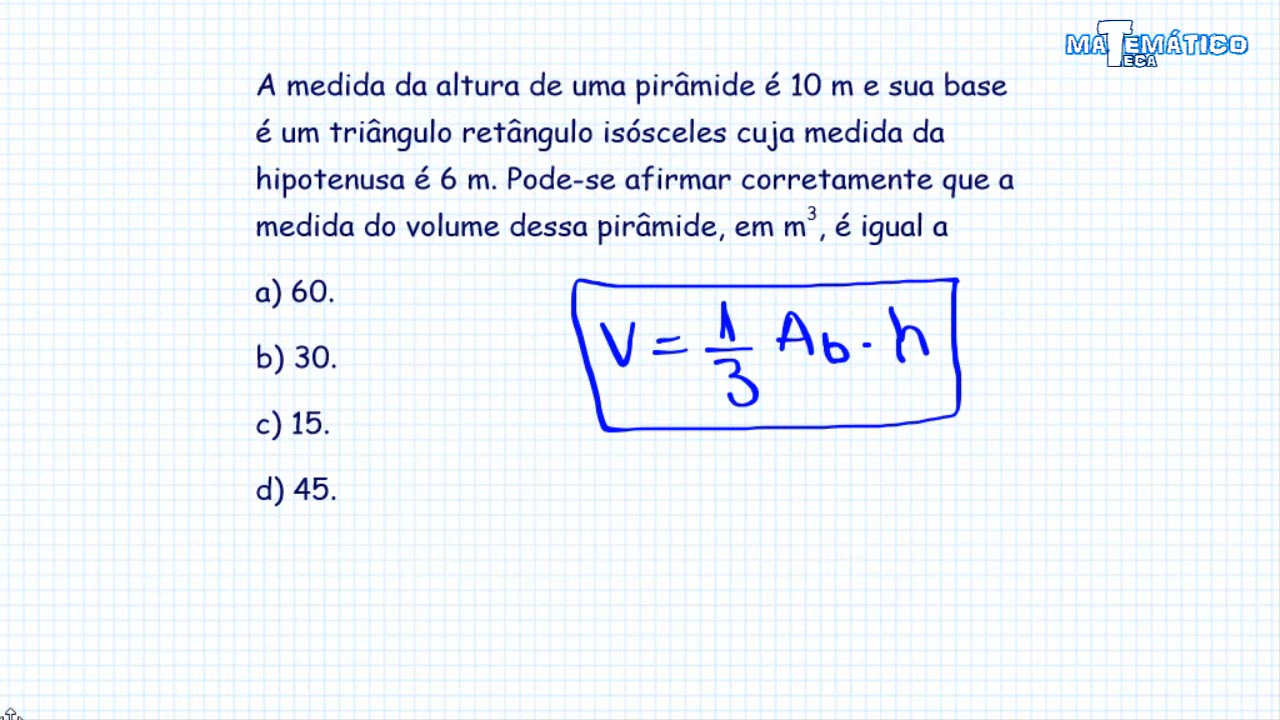 MATEMÁTICO
TECA
A medida da altura de uma pirâmide é 10 m e sua base
é um triângulo retângulo isósceles cuja medida da
hipotenusa é 6 m. Pode-se afirmar corretamente que a
medida do volume dessa pirâmide, em m³, é igual a
a) 60.
b) 30.
c) 15.
d) 45.
V = 1/3 Ab . h